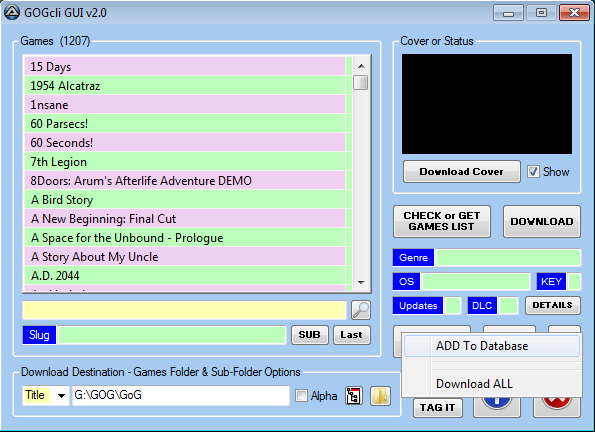 GOGcli GUI v2.0
Games (1207)
15 Days
1954 Alcatraz
1nsane
60 Parsecs!
60 Seconds!
7th Legion
8Doors: Arum's Afterlife Adventure DEMO
A Bird Story
A New Beginning: Final Cut
A Space for the Unbound - Prologue
A Story About My Uncle
A.D. 2044
Slug
SUB
Last
Download Destination - Games Folder & Sub-Folder Options
Title
G:\GOG\GoG
Alpha
Cover or Status
Download Cover
Show
CHECK or GET
GAMES LIST
DOWNLOAD
Genre
OS
KEY
Updates
DLC
DETAILS
ADD To Database
Download ALL
TAG IT